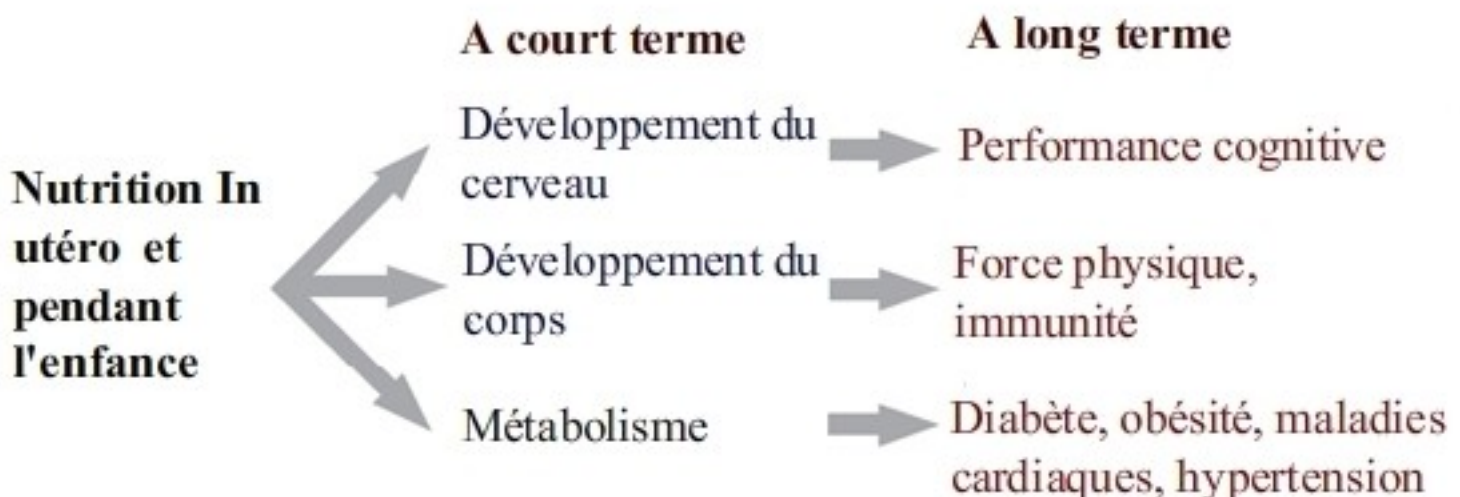 A court terme
A long terme
Nutrition In
utéro et
pendant
l'enfance
Développement du
cerveau
Performance cognitive
Développement du
corps
Force physique,
immunité
Métabolisme
Diabète, obésité, maladies
cardiaques, hypertension